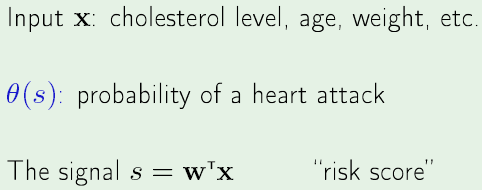 Input x: cholesterol level, age, weight, etc.
θ(s): probability of a heart attack
The signal s = wᵀx “risk score”